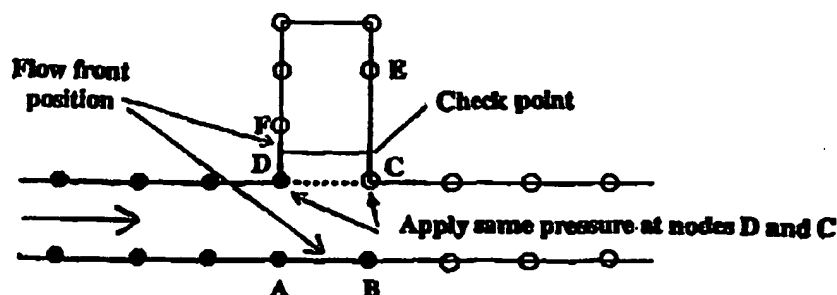 E
Flow front
position
Check point
F
D
C
Apply same pressure at nodes D and C
A
B